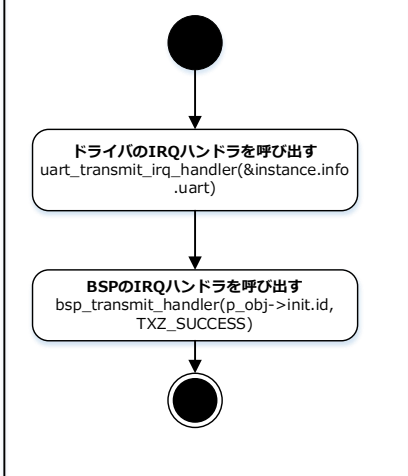 ドライバのIRQハンドラを呼び出す
uart_transmit_irq_handler(&instance.info
.uart)
BSPのIRQハンドラを呼び出す
bsp_transmit_handler(p_obj->init.id,
TXZ_SUCCESS)